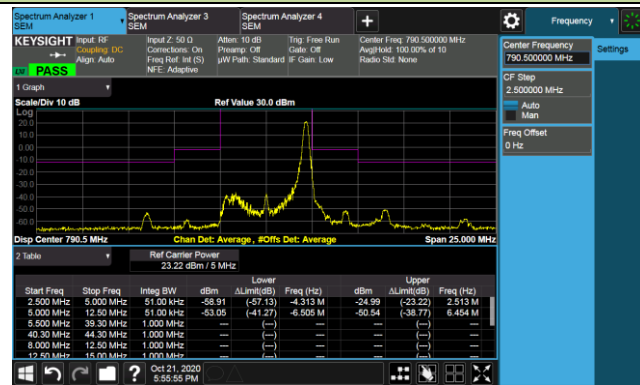 Spectrum Analyzer 1
SEM
Spectrum Analyzer 3
SEM
Spectrum Analyzer 4
SEM
Frequency
KEYSIGHT
Input: RF
Coupling: DC
Align: Auto
Input Z: 50 Ω
Corrections: On
Freq Ref: Int (S)
NFE: Adaptive
Atten: 10 dB
Preamp: Off
µW Path: Standard
Trig: Free Run
Gate: Off
IF Gain: Low
Center Freq: 790.500000 MHz
Avg|Hold: 100.00% of 10
Radio Std: None
PASS
1 Graph
Scale/Div 10 dB
Ref Value 30.0 dBm
Log
20.0
10.0
0.00
-10.0
-20.0
-30.0
-40.0
-50.0
-60.0
Disp Center 790.5 MHz
Chan Det: Average , #Offs Det: Average
Span 25.000 MHz
2 Table
Ref Carrier Power
23.22 dBm / 5 MHz
Lower Upper
Start Freq Stop Freq Integ BW dBm ΔLimit(dB) Freq (Hz) dBm ΔLimit(dB) Freq (Hz)
2.500 MHz 5.000 MHz 51.00 kHz -58.91 (-57.13) -4.313 M -24.99 (-23.22) 2.513 M
5.000 MHz 12.50 MHz 51.00 kHz -53.05 (-41.27) -6.505 M -50.54 (-38.77) 6.454 M
5.500 MHz 39.30 MHz 1.000 MHz --- (---) --- --- (---) ---
40.30 MHz 44.30 MHz 1.000 MHz --- (---) --- --- (---) ---
8.000 MHz 12.50 MHz 1.000 MHz --- (---) --- --- (---) ---
12.50 MHz 15.00 MHz 1.000 MHz --- (---) --- --- (---) ---
Center Frequency
790.500000 MHz
Settings
CF Step
2.500000 MHz
Auto
Man
Freq Offset
0 Hz
?
Oct 21, 2020
5:55:55 PM